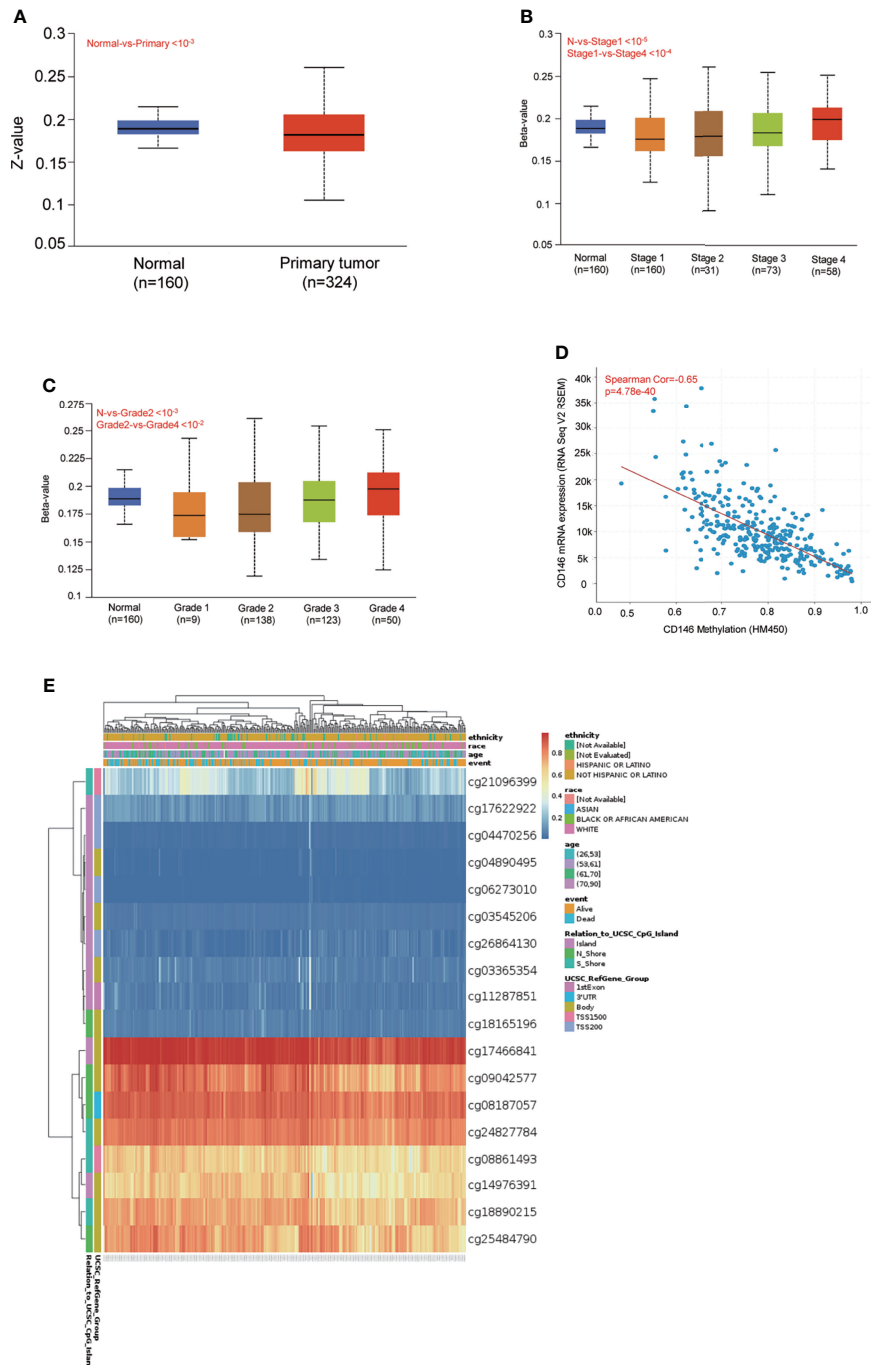 A
Normal-vs-Primary <10-3
Z-value
0.3
0.25
0.2
0.15
0.1
0.05
Normal
(n=160)
Primary tumor
(n=324)
B
N-vs-Stage1 <10-5
Stage1-vs-Stage4 <10-4
Beta-value
0.3
0.25
0.2
0.15
0.1
0.05
Normal
(n=160)
Stage 1
(n=160)
Stage 2
(n=31)
Stage 3
(n=73)
Stage 4
(n=58)
C
N-vs-Grade2 <10-3
Grade2-vs-Grade4 <10-2
Beta-value
0.275
0.25
0.225
0.2
0.175
0.15
0.125
0.1
Normal
(n=160)
Grade 1
(n=9)
Grade 2
(n=138)
Grade 3
(n=123)
Grade 4
(n=50)
D
Spearman Cor=-0.65
p=4.78e-40
CD146 mRNA expression (RNA Seq V2 RSEM)
40k
35k
30k
25k
20k
15k
10k
5k
0
0.0
0.5
0.6
0.7
0.8
0.9
1.0
CD146 Methylation (HM450)
E
ethnicity
race
age
event
cg21096399
cg17622922
cg04470256
cg04890495
cg06273010
cg03545206
cg26864130
cg03365354
cg11287851
cg18165196
cg17466841
cg09042577
cg08187057
cg24827784
cg08861493
cg14976391
cg18890215
cg25484790
0.8
0.6
0.4
0.2
ethnicity
[Not Available]
[Not Evaluated]
HISPANIC OR LATINO
NOT HISPANIC OR LATINO
race
[Not Available]
ASIAN
BLACK OR AFRICAN AMERICAN
WHITE
age
(26,53]
(53,61]
(61,70]
(70,90]
event
Alive
Dead
Relation_to_UCSC_CpG_Island
Island
N_Shore
S_Shore
UCSC_RefGene_Group
1stExon
3'UTR
Body
TSS1500
TSS200
UCSC_RefGene_Group
Relation_to_UCSC_CpG_Islan